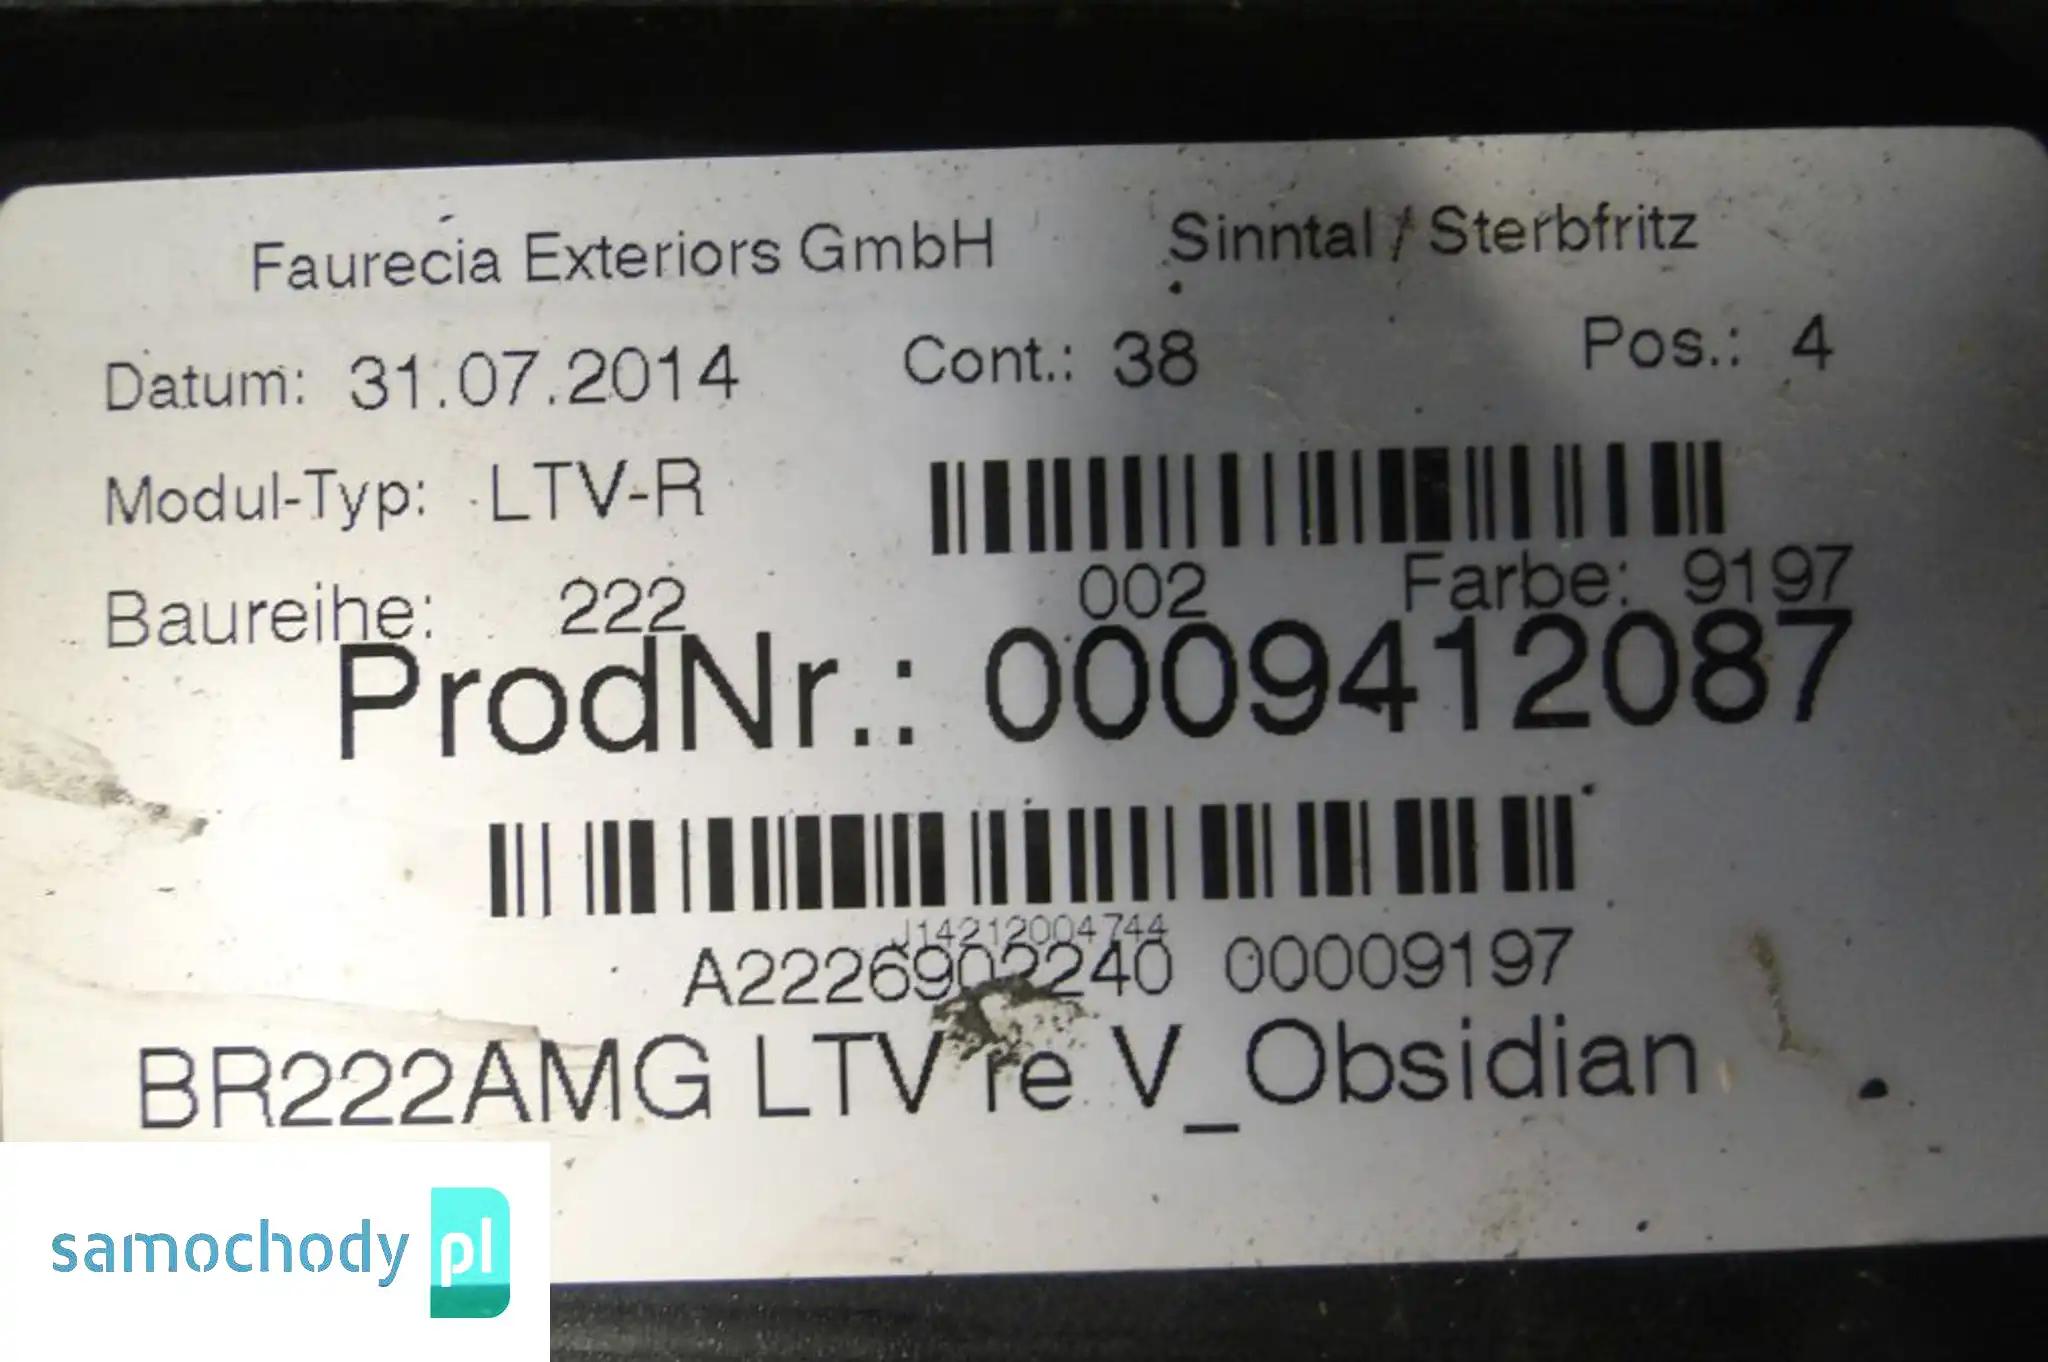 Faurecia Exteriors GmbH Sinntal / Sterbfritz
Datum: 31.07.2014 Cont.: 38 Pos.: 4
Modul-Typ: LTV-R
Baureihe: 222 002 Farbe: 9197
ProdNr.: 0009412087
J14212004744
A2226902240 00009197
BR222AMG LTV re V_Obsidian
samochody pl